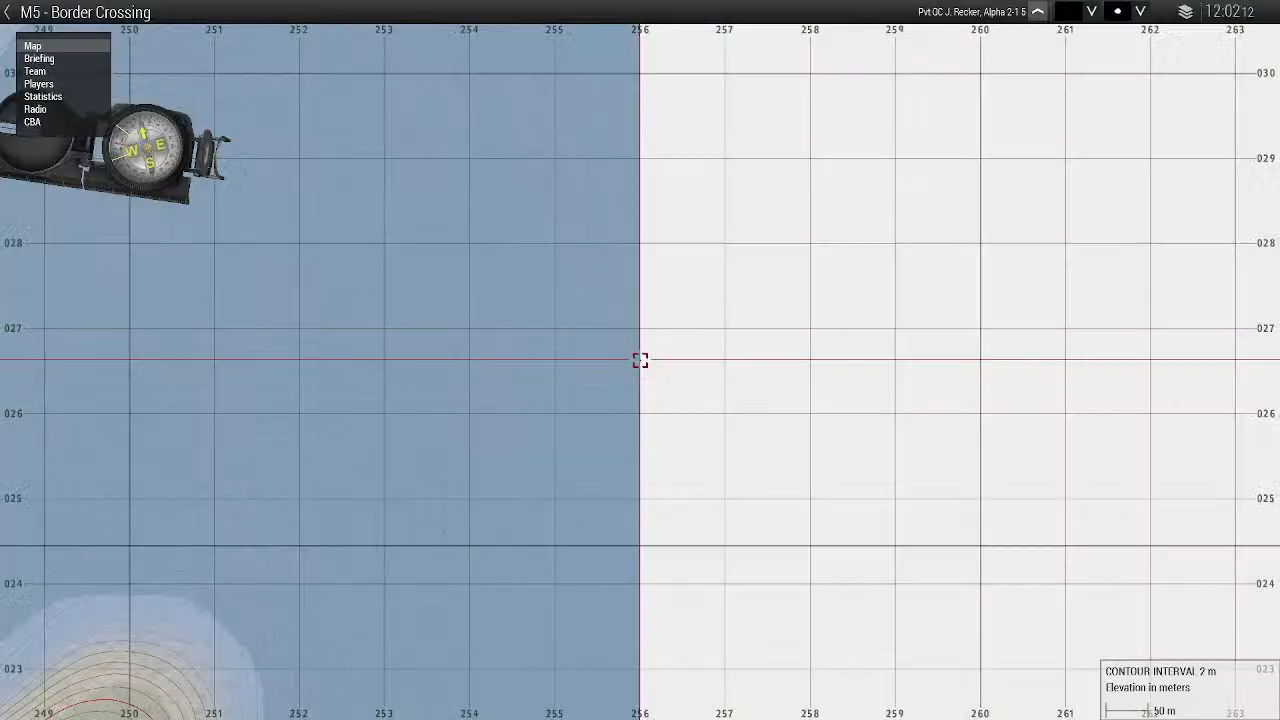 M5 - Border Crossing
Pvt OC J. Recker, Alpha 2-1 5
12:02 12
249 250 251 252 253 254 255 256 257 258 259 260 261 262 263
Map
Briefing
Team
Players
Statistics
Radio
CBA
W E
S
030
029
028 028
027 027
026 026
025 025
024 024
023 023
CONTOUR INTERVAL 2 m
Elevation in meters
50 m
249 250 251 252 253 254 255 256 257 258 259 260 261 262 263